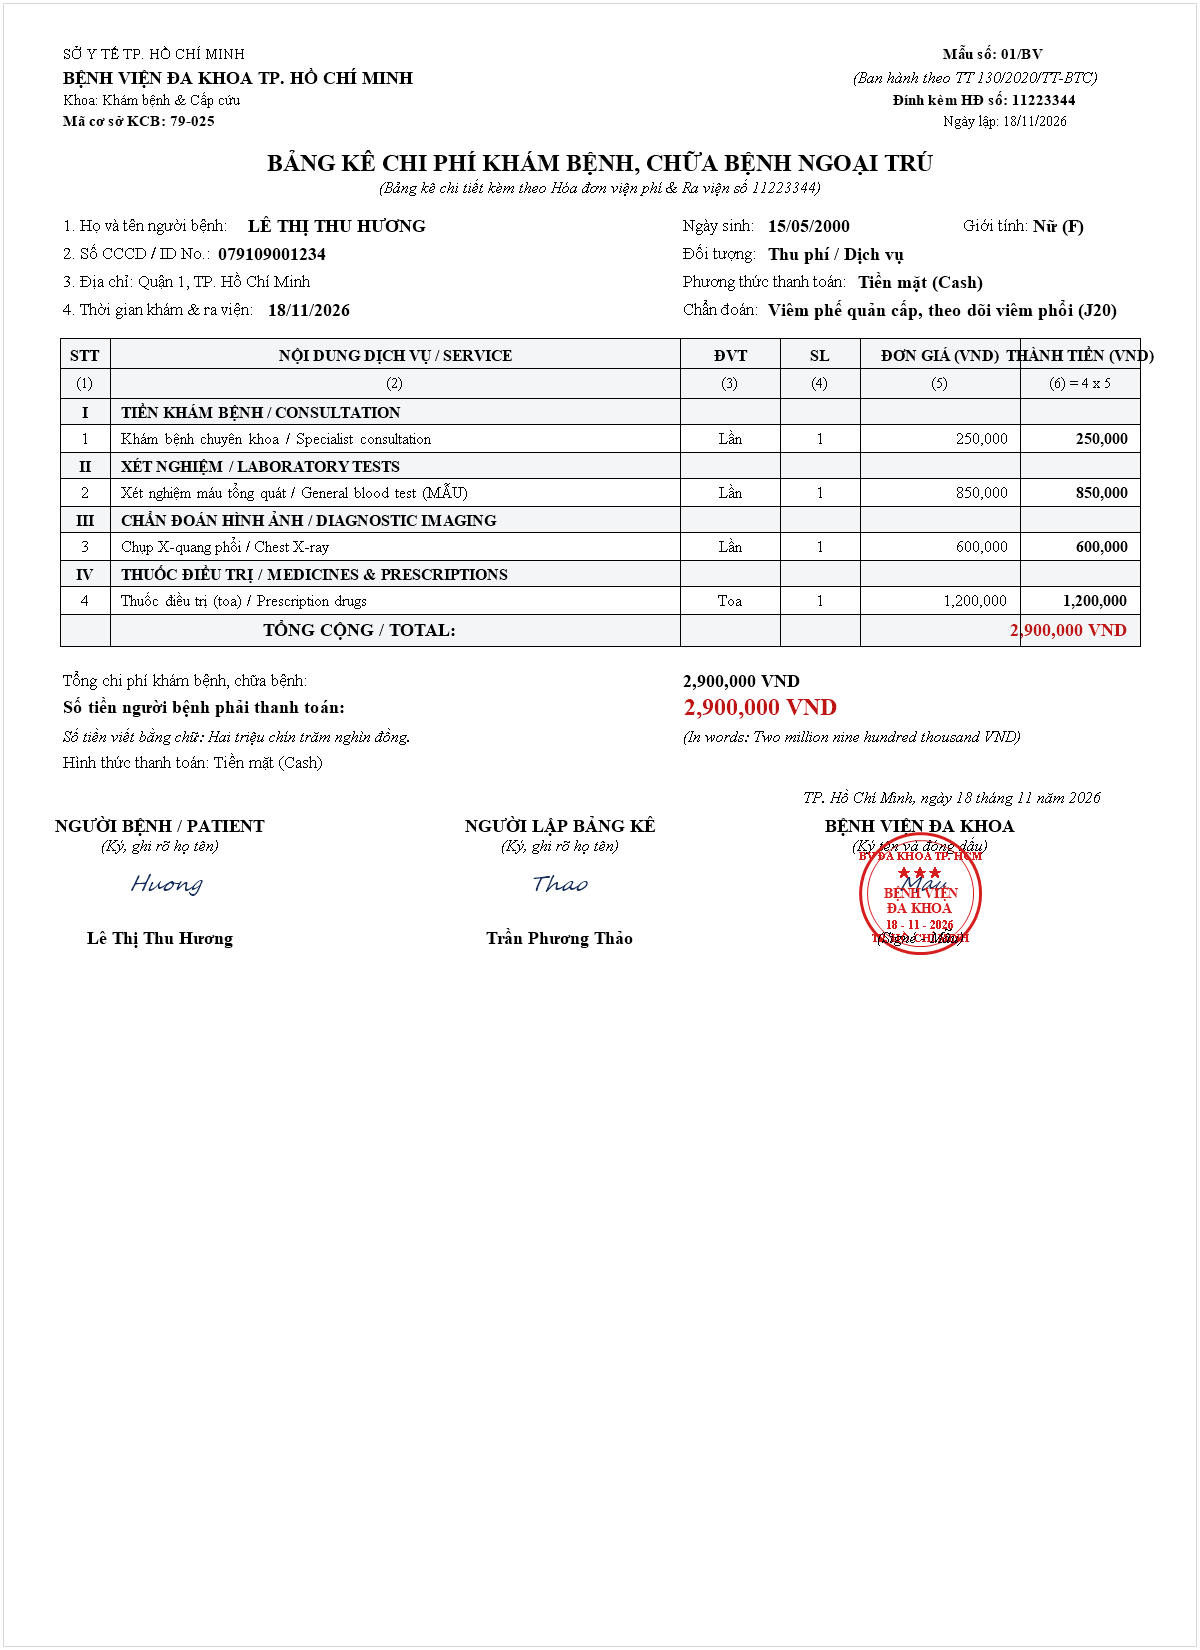 SỞ Y TẾ TP. HỒ CHÍ MINH
BỆNH VIỆN ĐA KHOA TP. HỒ CHÍ MINH
Khoa: Khám bệnh & Cấp cứu
Mã cơ sở KCB: 79-025
Mẫu số: 01/BV
(Ban hành theo TT 130/2020/TT-BTC)
Đính kèm HĐ số: 11223344
Ngày lập: 18/11/2026
BẢNG KÊ CHI PHÍ KHÁM BỆNH, CHỮA BỆNH NGOẠI TRÚ
(Bảng kê chi tiết kèm theo Hóa đơn viện phí & Ra viện số 11223344)
1. Họ và tên người bệnh: LÊ THỊ THU HƯƠNG Ngày sinh: 15/05/2000 Giới tính: Nữ (F)
2. Số CCCD / ID No.: 079109001234 Đối tượng: Thu phí / Dịch vụ
3. Địa chỉ: Quận 1, TP. Hồ Chí Minh Phương thức thanh toán: Tiền mặt (Cash)
4. Thời gian khám & ra viện: 18/11/2026 Chẩn đoán: Viêm phế quản cấp, theo dõi viêm phổi (J20)
STT NỘI DUNG DỊCH VỤ / SERVICE ĐVT SL ĐƠN GIÁ (VND) THÀNH TIỀN (VND)
(1) (2) (3) (4) (5) (6) = 4 x 5
I TIỀN KHÁM BỆNH / CONSULTATION
1 Khám bệnh chuyên khoa / Specialist consultation Lần 1 250,000 250,000
II XÉT NGHIỆM / LABORATORY TESTS
2 Xét nghiệm máu tổng quát / General blood test (MẪU) Lần 1 850,000 850,000
III CHẨN ĐOÁN HÌNH ẢNH / DIAGNOSTIC IMAGING
3 Chụp X-quang phổi / Chest X-ray Lần 1 600,000 600,000
IV THUỐC ĐIỀU TRỊ / MEDICINES & PRESCRIPTIONS
4 Thuốc điều trị (toa) / Prescription drugs Toa 1 1,200,000 1,200,000
TỔNG CỘNG / TOTAL: 2,900,000 VND
Tổng chi phí khám bệnh, chữa bệnh: 2,900,000 VND
Số tiền người bệnh phải thanh toán: 2,900,000 VND
Số tiền viết bằng chữ: Hai triệu chín trăm nghìn đồng. (In words: Two million nine hundred thousand VND)
Hình thức thanh toán: Tiền mặt (Cash)
TP. Hồ Chí Minh, ngày 18 tháng 11 năm 2026
NGƯỜI BỆNH / PATIENT NGƯỜI LẬP BẢNG KÊ BỆNH VIỆN ĐA KHOA
(Ký, ghi rõ họ tên) (Ký, ghi rõ họ tên) (Ký tên và đóng dấu)
BV ĐA KHOA TP. HCM
★★★
Huong Thao Mau
BỆNH VIỆN
ĐA KHOA
18 - 11 - 2026
Lê Thị Thu Hương Trần Phương Thảo